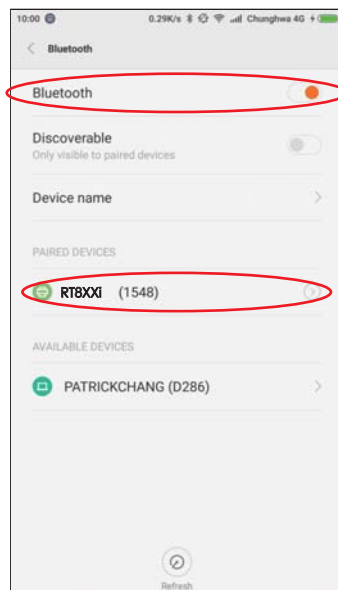 10:00 0.29K/s Chunghwa 4G
Bluetooth
Bluetooth
Discoverable
Only visible to paired devices
Device name
PAIRED DEVICES
RT8XXi (1548)
AVAILABLE DEVICES
PATRICKCHANG (D286)
Refresh